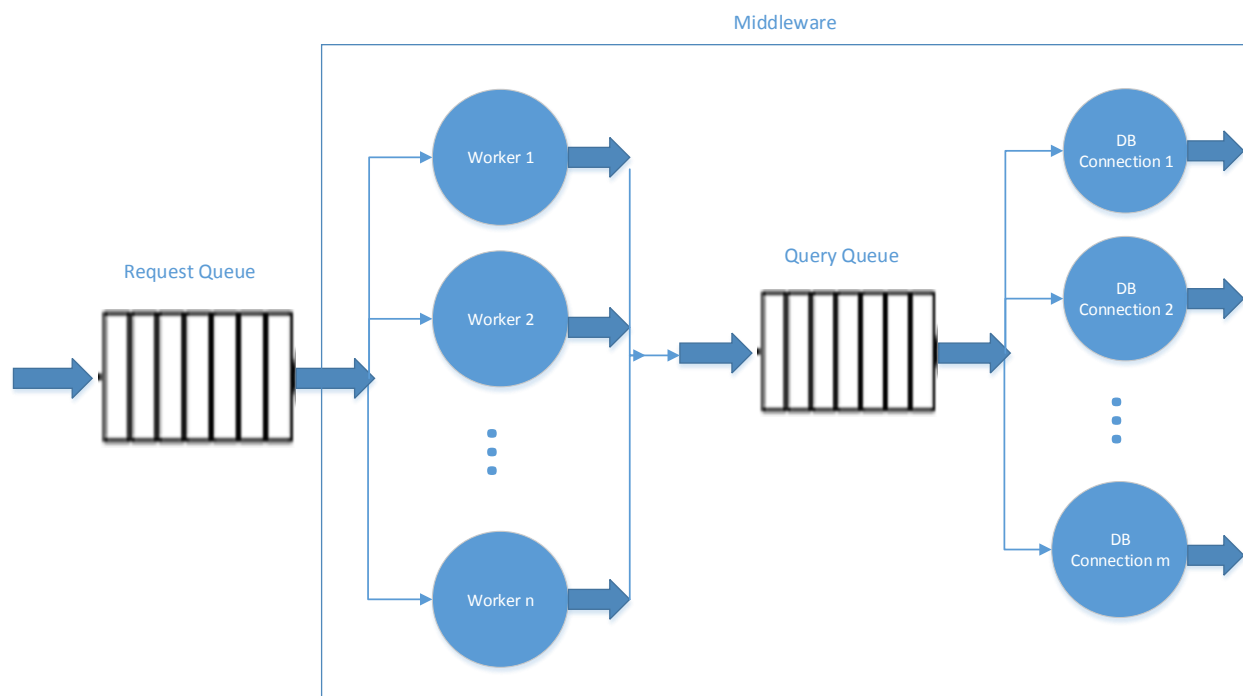 Middleware
Request Queue
Worker 1
Worker 2
Worker n
Query Queue
DB
Connection 1
DB
Connection 2
DB
Connection m